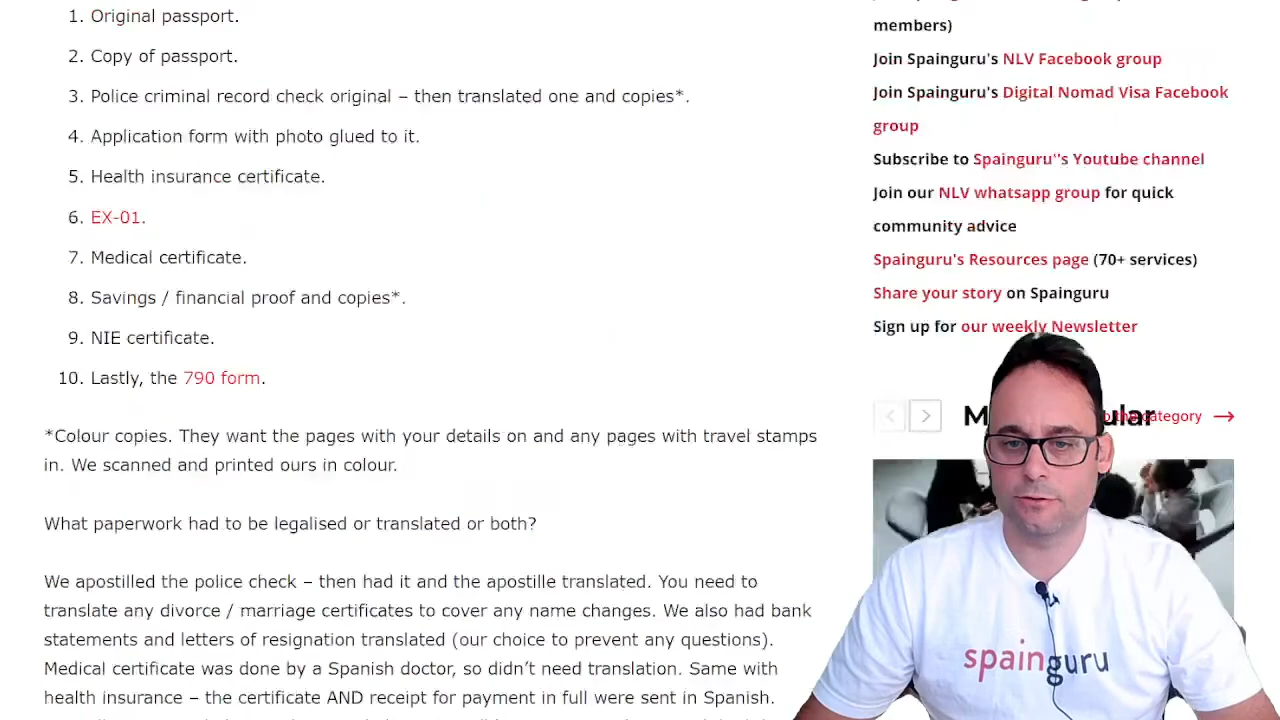 1. Original passport.
2. Copy of passport.
3. Police criminal record check original – then translated one and copies*.
4. Application form with photo glued to it.
5. Health insurance certificate.
6. EX-01.
7. Medical certificate.
8. Savings / financial proof and copies*.
9. NIE certificate.
10. Lastly, the 790 form.
*Colour copies. They want the pages with your details on and any pages with travel stamps
in. We scanned and printed ours in colour.
What paperwork had to be legalised or translated or both?
We apostilled the police check – then had it and the apostille translated. You need to
translate any divorce / marriage certificates to cover any name changes. We also had bank
statements and letters of resignation translated (our choice to prevent any questions).
Medical certificate was done by a Spanish doctor, so didn’t need translation. Same with
health insurance – the certificate AND receipt for payment in full were sent in Spanish.
members)
Join Spainguru's NLV Facebook group
Join Spainguru's Digital Nomad Visa Facebook
group
Subscribe to Spainguru''s Youtube channel
Join our NLV whatsapp group for quick
community advice
Spainguru's Resources page (70+ services)
Share your story on Spainguru
Sign up for our weekly Newsletter
category
spainguru